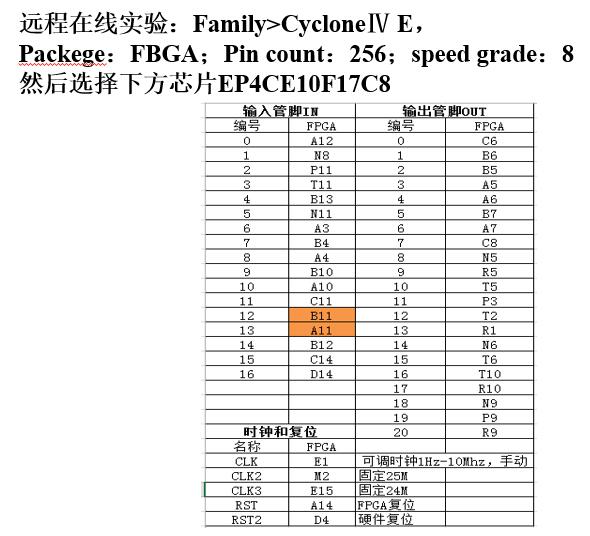 远程在线实验：Family>CycloneⅣ E，
Packege：FBGA；Pin count：256；speed grade：8
然后选择下方芯片EP4CE10F17C8
输入管脚IN 输出管脚OUT
编号 FPGA 编号 FPGA
0 A12 0 C6
1 N8 1 B6
2 P11 2 B5
3 T11 3 A5
4 B13 4 A6
5 N11 5 B7
6 A3 6 A7
7 B4 7 C8
8 A4 8 N5
9 B10 9 R5
10 A10 10 T5
11 C11 11 P3
12 B11 12 T2
13 A11 13 R1
14 B12 14 N6
15 C14 15 T6
16 D14 16 T10
17 R10
18 N9
19 P9
时钟和复位 20 R9
名称 FPGA
CLK E1 可调时钟1Hz-10Mhz，手动
CLK2 M2 固定25M
CLK3 E15 固定24M
RST A14 FPGA复位
RST2 D4 硬件复位